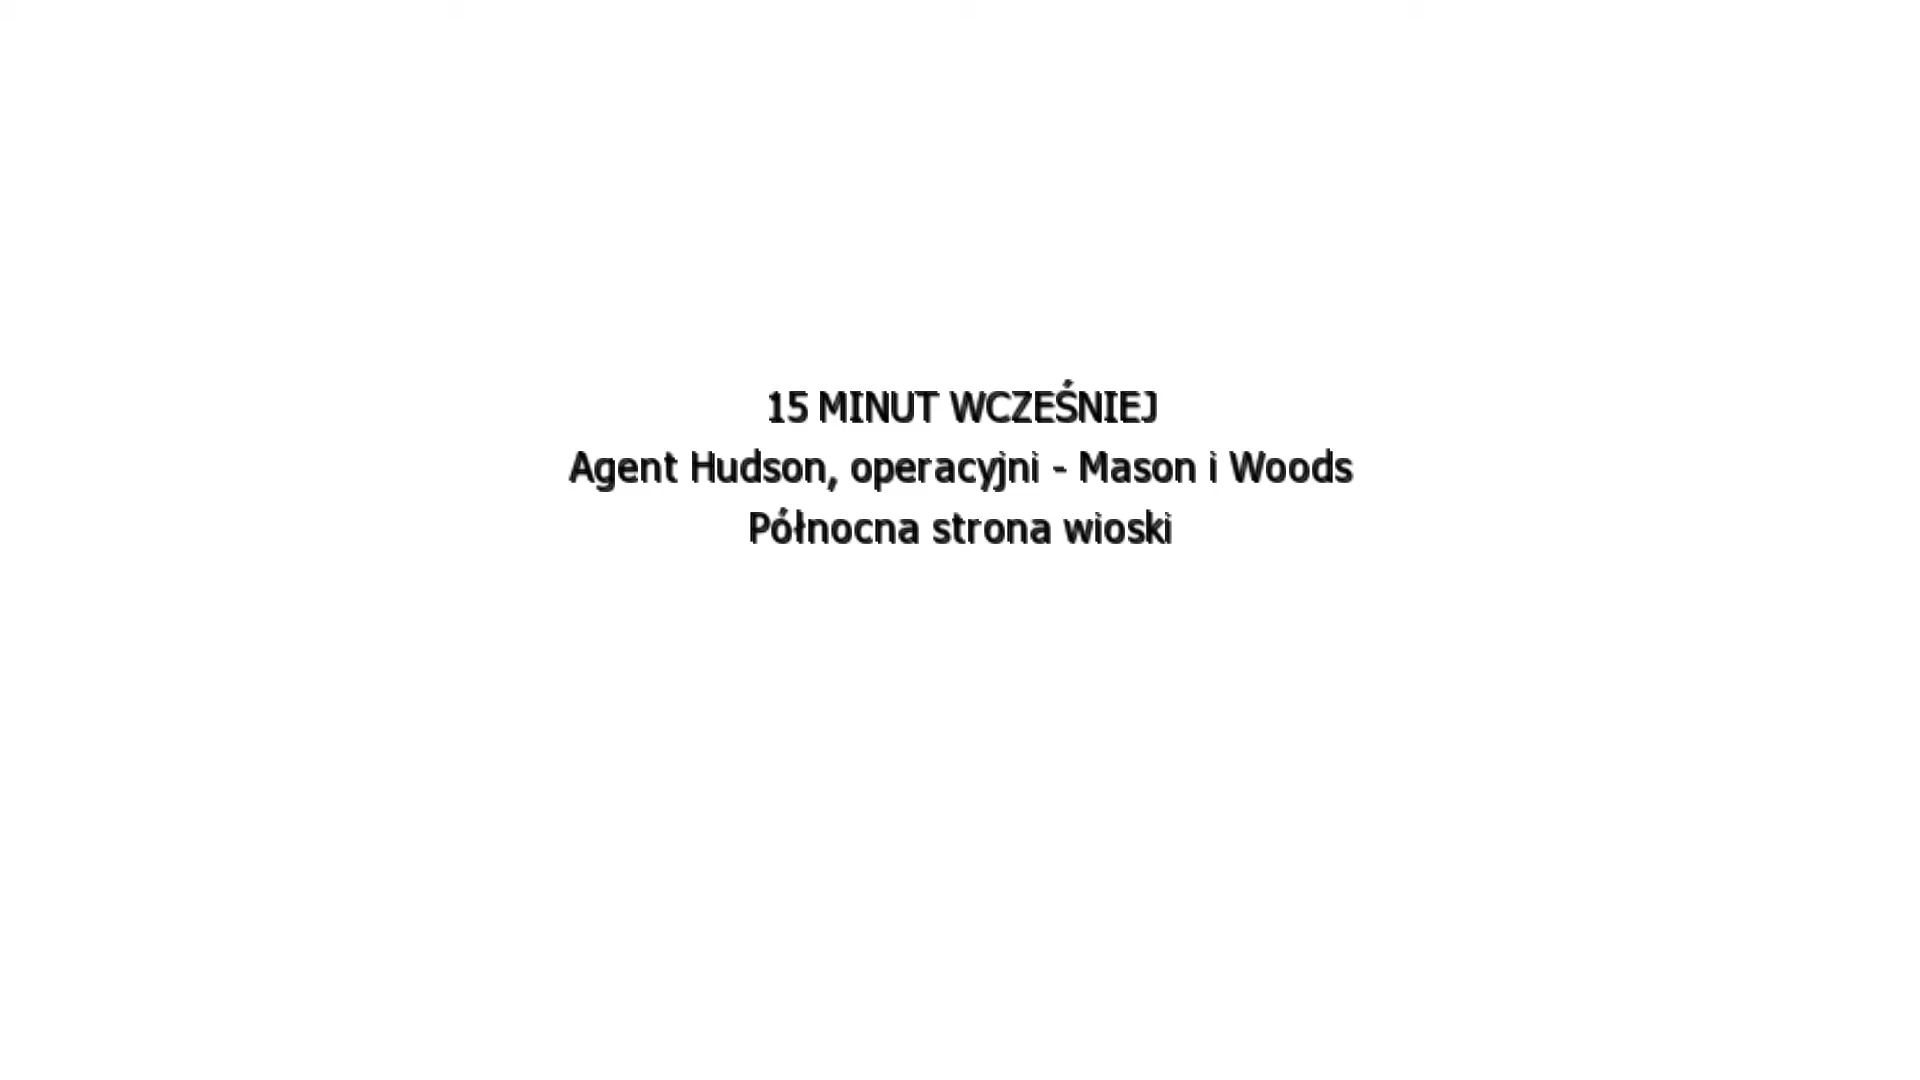 15 MINUT WCZEŚNIEJ
Agent Hudson, operacyjni - Mason i Woods
Północna strona wioski